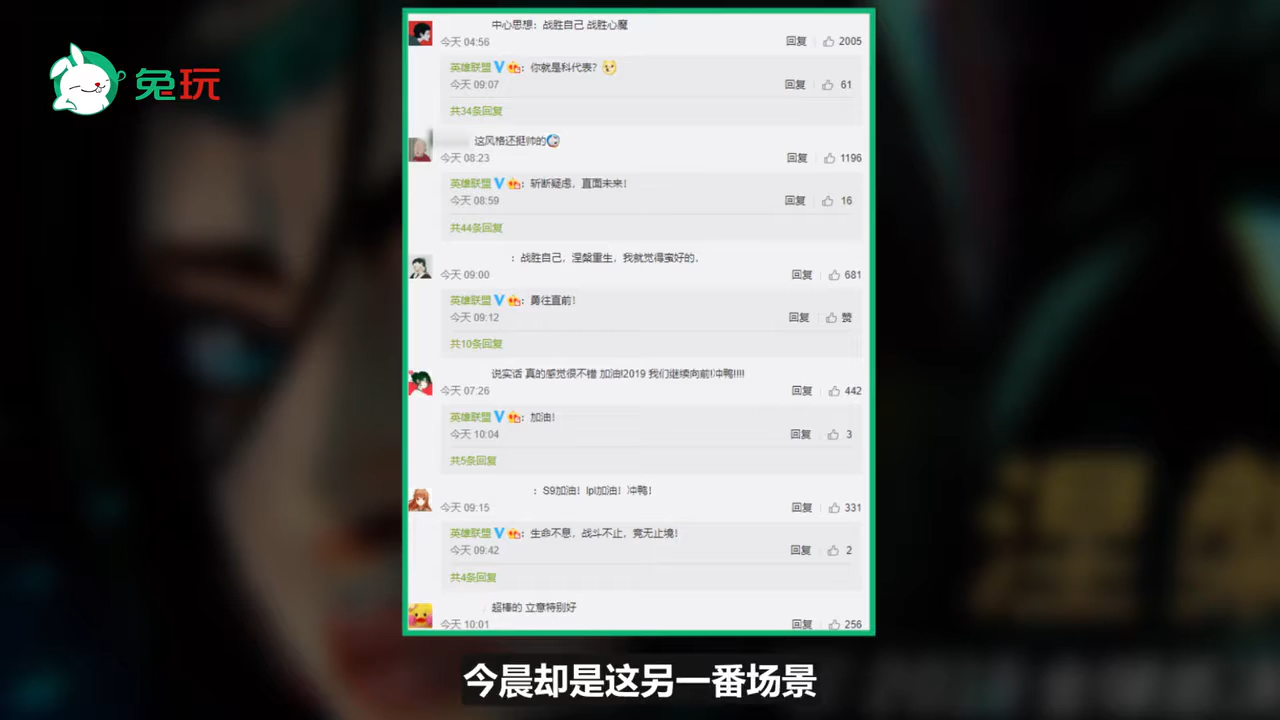 兔玩
中心思想：战胜自己 战胜心魔
今天 04:56 回复 2005
英雄联盟：你就是科代表？
今天 09:07 回复 61
共34条回复
这风格还挺帅的
今天 08:23 回复 1196
英雄联盟：斩断疑虑，直面未来！
今天 08:59 回复 16
共44条回复
：战胜自己，涅槃重生，我就觉得蛮好的。
今天 09:00 回复 681
英雄联盟：勇往直前！
今天 09:12 回复 赞
共10条回复
说实话 真的感觉很不错 加油!2019 我们继续向前!冲鸭!!!!
今天 07:26 回复 442
英雄联盟：加油！
今天 10:04 回复 3
共5条回复
：S9加油！lpl加油！冲鸭！
今天 09:15 回复 331
英雄联盟：生命不息，战斗不止，竞无止境！
今天 09:42 回复 2
共4条回复
超棒的 立意特别好
今天 10:01 回复 256
今晨却是这另一番场景